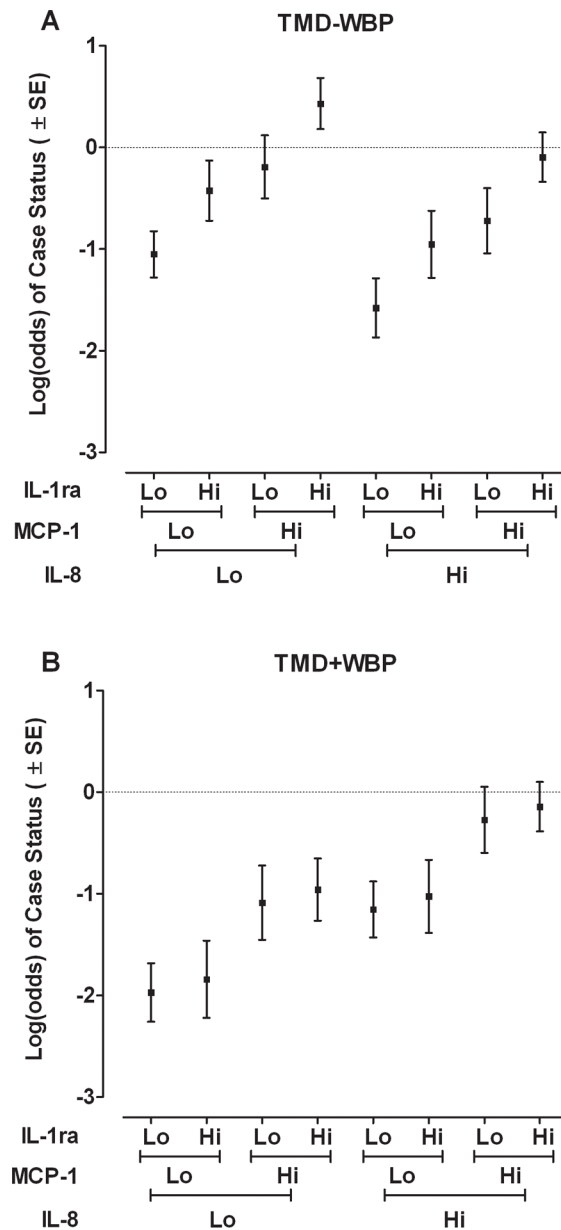 A
TMD-WBP
Log(odds) of Case Status ( ± SE)
1
0
-1
-2
-3
IL-1ra Lo Hi Lo Hi Lo Hi Lo Hi
MCP-1 Lo Hi Lo Hi
IL-8 Lo Hi
B
TMD+WBP
Log(odds) of Case Status ( ± SE)
1
0
-1
-2
-3
IL-1ra Lo Hi Lo Hi Lo Hi Lo Hi
MCP-1 Lo Hi Lo Hi
IL-8 Lo Hi